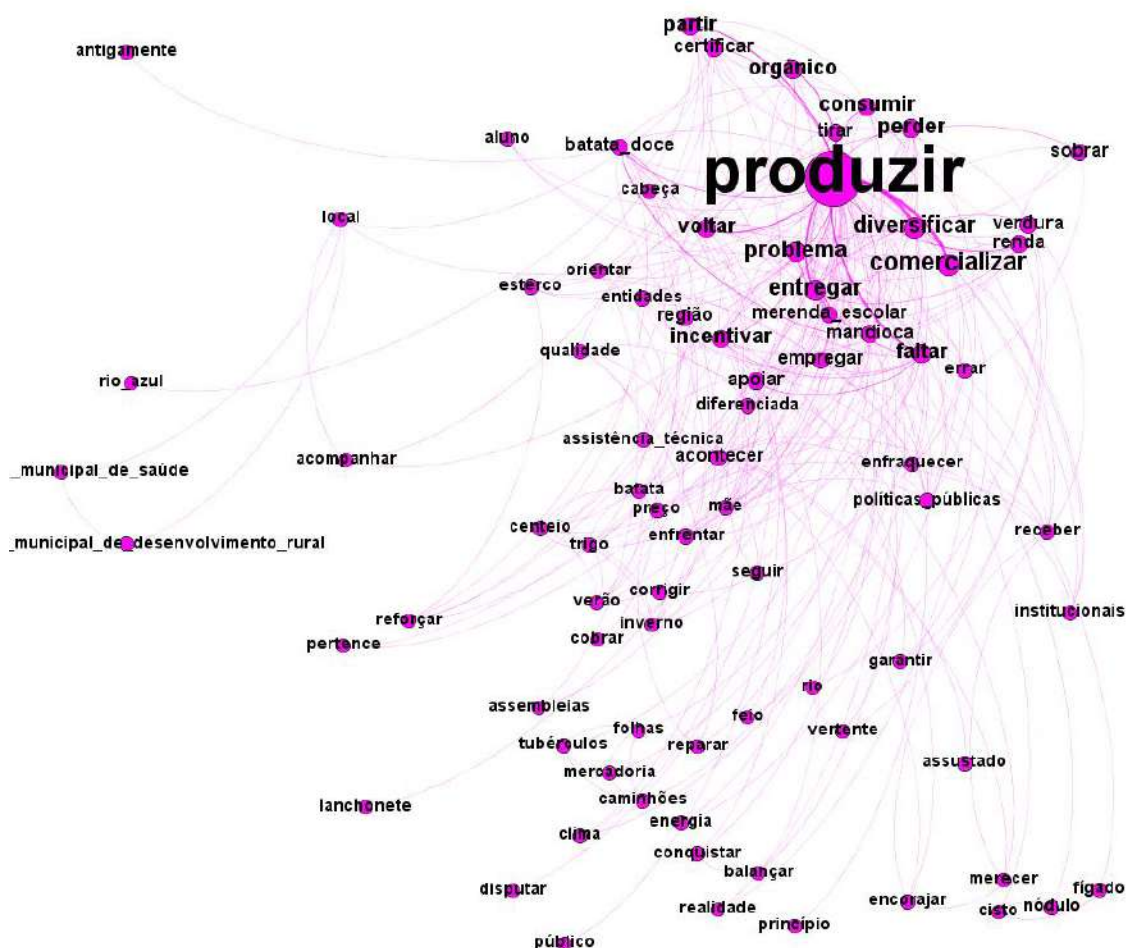 partir
certificar
antigamente
orgânico
consumir
tirar
perder
aluno
batata_doce
sobrar
produzir
cabeça
local
voltar
diversificar
verdura
renda
problema
comercializar
orientar
esterco
entregar
entidades
merenda_escolar
região
mandioca
incentivar
qualidade
empregar
faltar
errar
apoiar
rio_azul
diferenciada
assistência_técnica
acontecer
acompanhar
enfraquecer
_municipal_de_saúde
batata
políticas_públicas
preço
mãe
centeio
enfrentar
receber
trigo
_municipal_de_desenvolvimento_rural
seguir
corrigir
verão
institucionais
reforçar
inverno
cobrar
pertence
garantir
rio
assembleias
feio
folhas
vertente
tubérculos
reparar
assustado
mercadoria
caminhões
lanchonete
energia
clima
conquistar
balançar
merecer
disputar
fígado
encorajar
nódulo
realidade
cisto
princípio
público